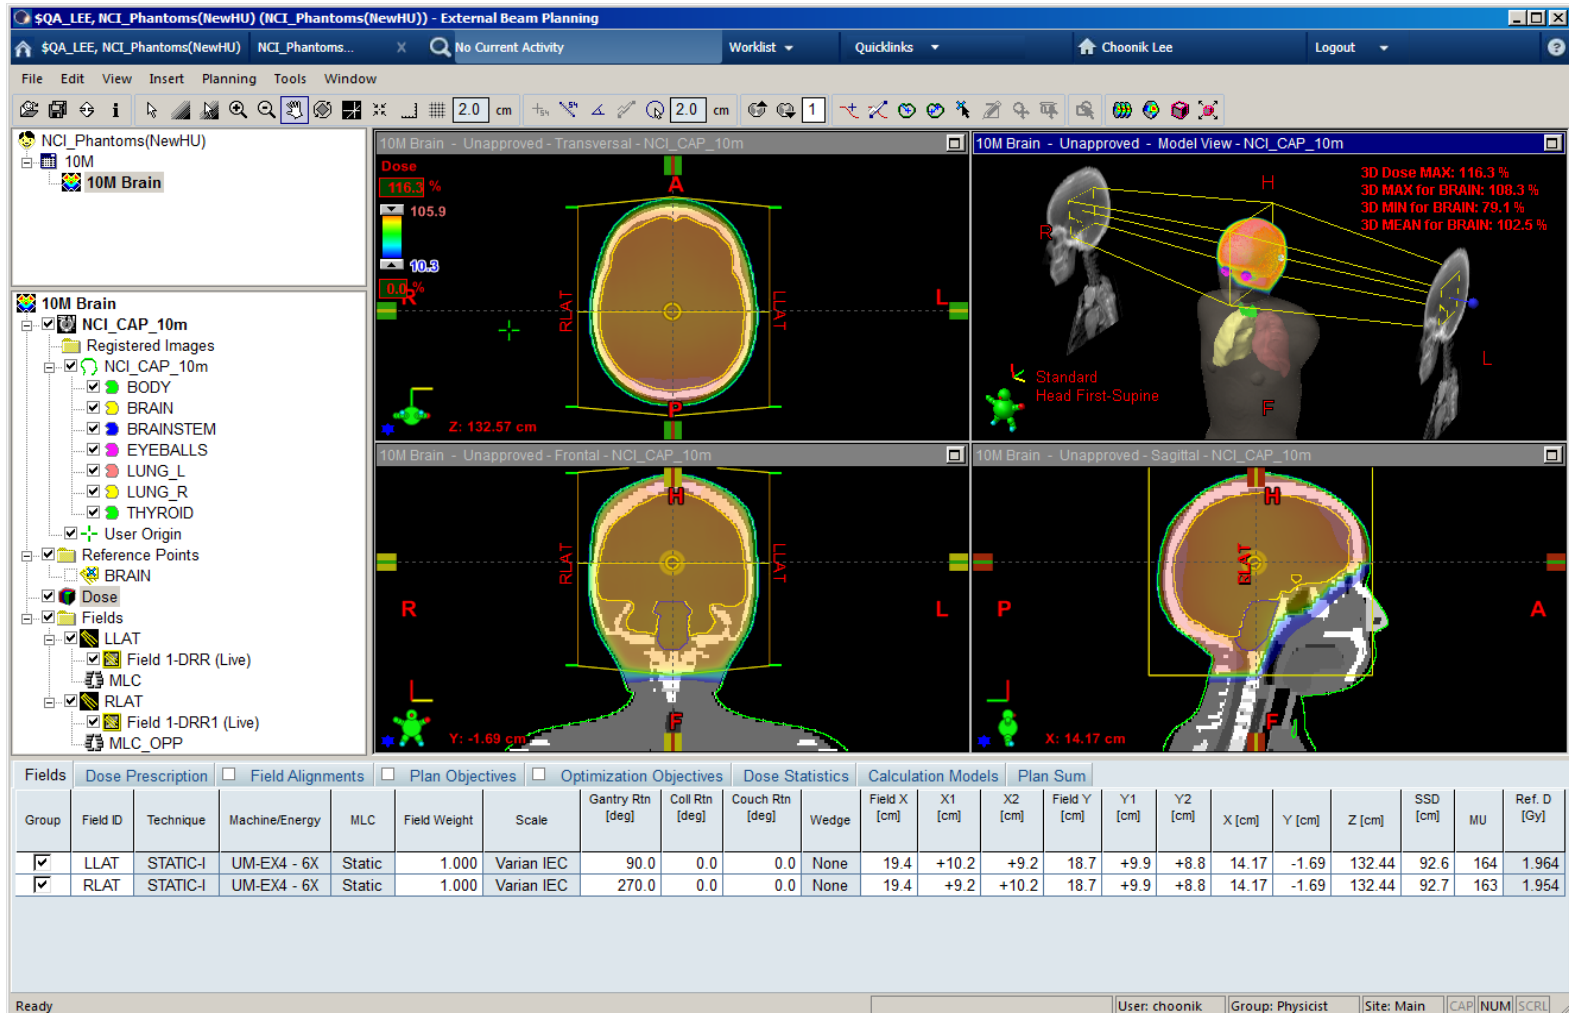 $QA_LEE, NCI_Phantoms(NewHU) (NCI_Phantoms(NewHU)) - External Beam Planning
$QA_LEE, NCI_Phantoms(NewHU) NCI_Phantoms... X No Current Activity Worklist Quicklinks Choonik Lee Logout ?
File Edit View Insert Planning Tools Window
2.0 cm 2.0 cm 1
NCI_Phantoms(NewHU)
10M
10M Brain
10M Brain
NCI_CAP_10m
Registered Images
NCI_CAP_10m
BODY
BRAIN
BRAINSTEM
EYEBALLS
LUNG_L
LUNG_R
THYROID
User Origin
Reference Points
BRAIN
Dose
Fields
LLAT
Field 1-DRR (Live)
MLC
RLAT
Field 1-DRR1 (Live)
MLC_OPP
10M Brain - Unapproved - Transversal - NCI_CAP_10m
Dose
116.3 %
105.9
10.3
0.0 %
A
R
L
RLAT
LLAT
P
Z: 132.57 cm
10M Brain - Unapproved - Model View - NCI_CAP_10m
3D Dose MAX: 116.3 %
3D MAX for BRAIN: 108.3 %
3D MIN for BRAIN: 79.1 %
3D MEAN for BRAIN: 102.5 %
H
R
L
Standard
Head First-Supine
F
10M Brain - Unapproved - Frontal - NCI_CAP_10m
H
RLAT
LLAT
R
L
F
Y: -1.69 cm
10M Brain - Unapproved - Sagittal - NCI_CAP_10m
H
RLAT
P
A
F
X: 14.17 cm
Fields Dose Prescription Field Alignments Plan Objectives Optimization Objectives Dose Statistics Calculation Models Plan Sum
Group Field ID Technique Machine/Energy MLC Field Weight Scale Gantry Rtn [deg] Coll Rtn [deg] Couch Rtn [deg] Wedge Field X [cm] X1 [cm] X2 [cm] Field Y [cm] Y1 [cm] Y2 [cm] X [cm] Y [cm] Z [cm] SSD [cm] MU Ref. D [Gy]
LLAT STATIC-I UM-EX4 - 6X Static 1.000 Varian IEC 90.0 0.0 0.0 None 19.4 +10.2 +9.2 18.7 +9.9 +8.8 14.17 -1.69 132.44 92.6 164 1.964
RLAT STATIC-I UM-EX4 - 6X Static 1.000 Varian IEC 270.0 0.0 0.0 None 19.4 +9.2 +10.2 18.7 +9.9 +8.8 14.17 -1.69 132.44 92.7 163 1.954
Ready User: choonik Group: Physicist Site: Main CAP NUM SCRL